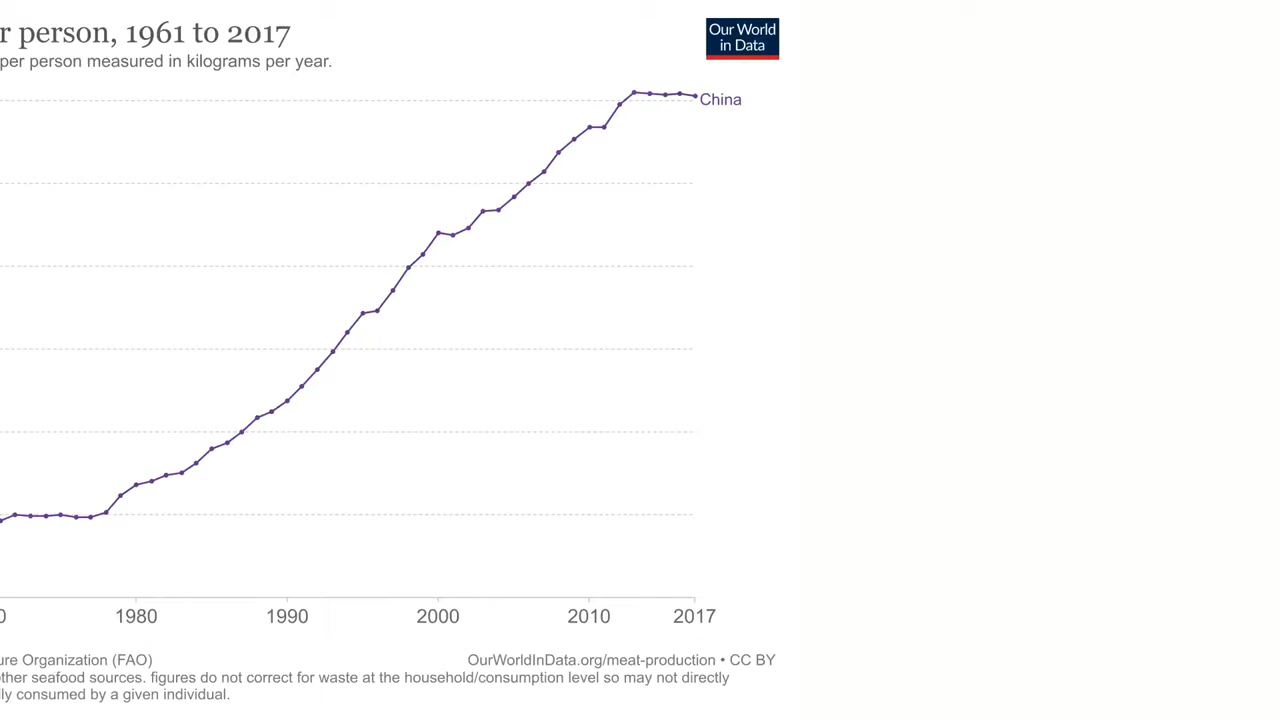 r person, 1961 to 2017
Our World
in Data
per person measured in kilograms per year.
China
0
1980
1990
2000
2010
2017
ure Organization (FAO)
OurWorldInData.org/meat-production • CC BY
ther seafood sources. figures do not correct for waste at the household/consumption level so may not directly
lly consumed by a given individual.